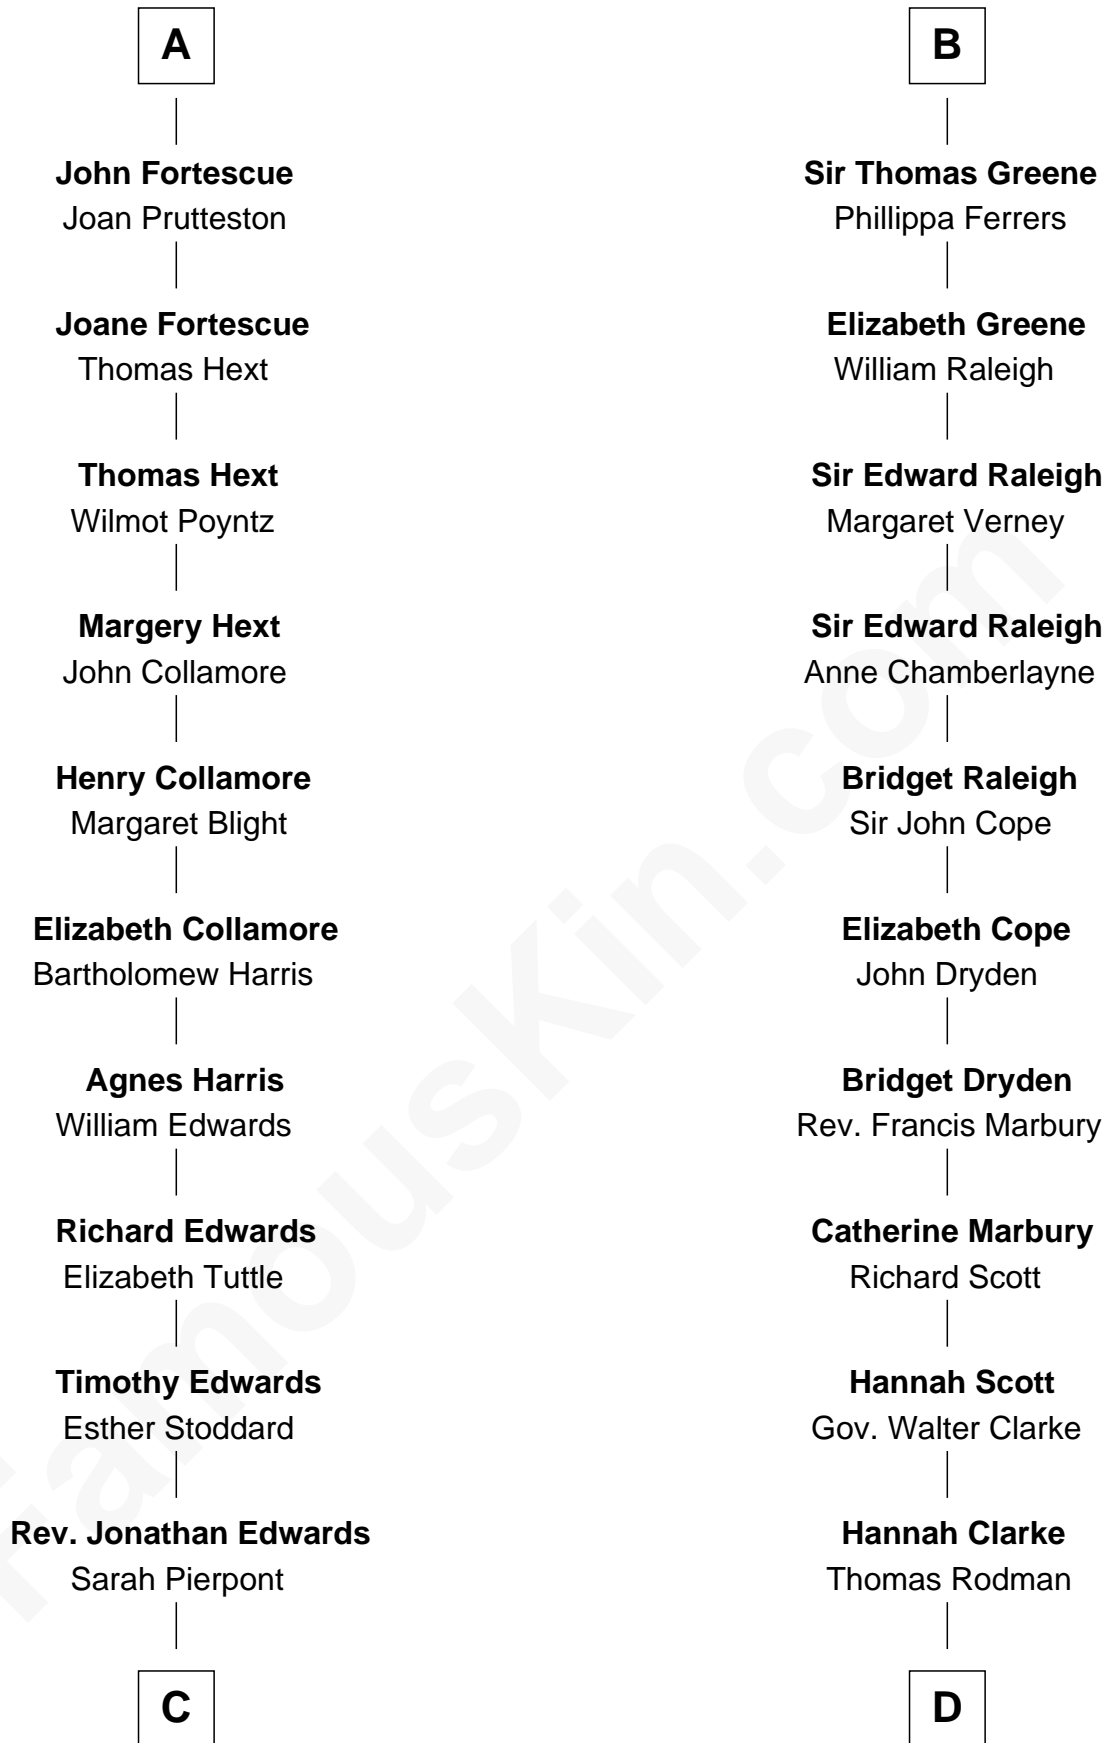 A
John Fortescue
Joan Prutteston
Joane Fortescue
Thomas Hext
Thomas Hext
Wilmot Poyntz
Margery Hext
John Collamore
Henry Collamore
Margaret Blight
Elizabeth Collamore
Bartholomew Harris
Agnes Harris
William Edwards
Richard Edwards
Elizabeth Tuttle
Timothy Edwards
Esther Stoddard
Rev. Jonathan Edwards
Sarah Pierpont
C
B
Sir Thomas Greene
Phillippa Ferrers
Elizabeth Greene
William Raleigh
Sir Edward Raleigh
Margaret Verney
Sir Edward Raleigh
Anne Chamberlayne
Bridget Raleigh
Sir John Cope
Elizabeth Cope
John Dryden
Bridget Dryden
Rev. Francis Marbury
Catherine Marbury
Richard Scott
Hannah Scott
Gov. Walter Clarke
Hannah Clarke
Thomas Rodman
D
FamousKin.com